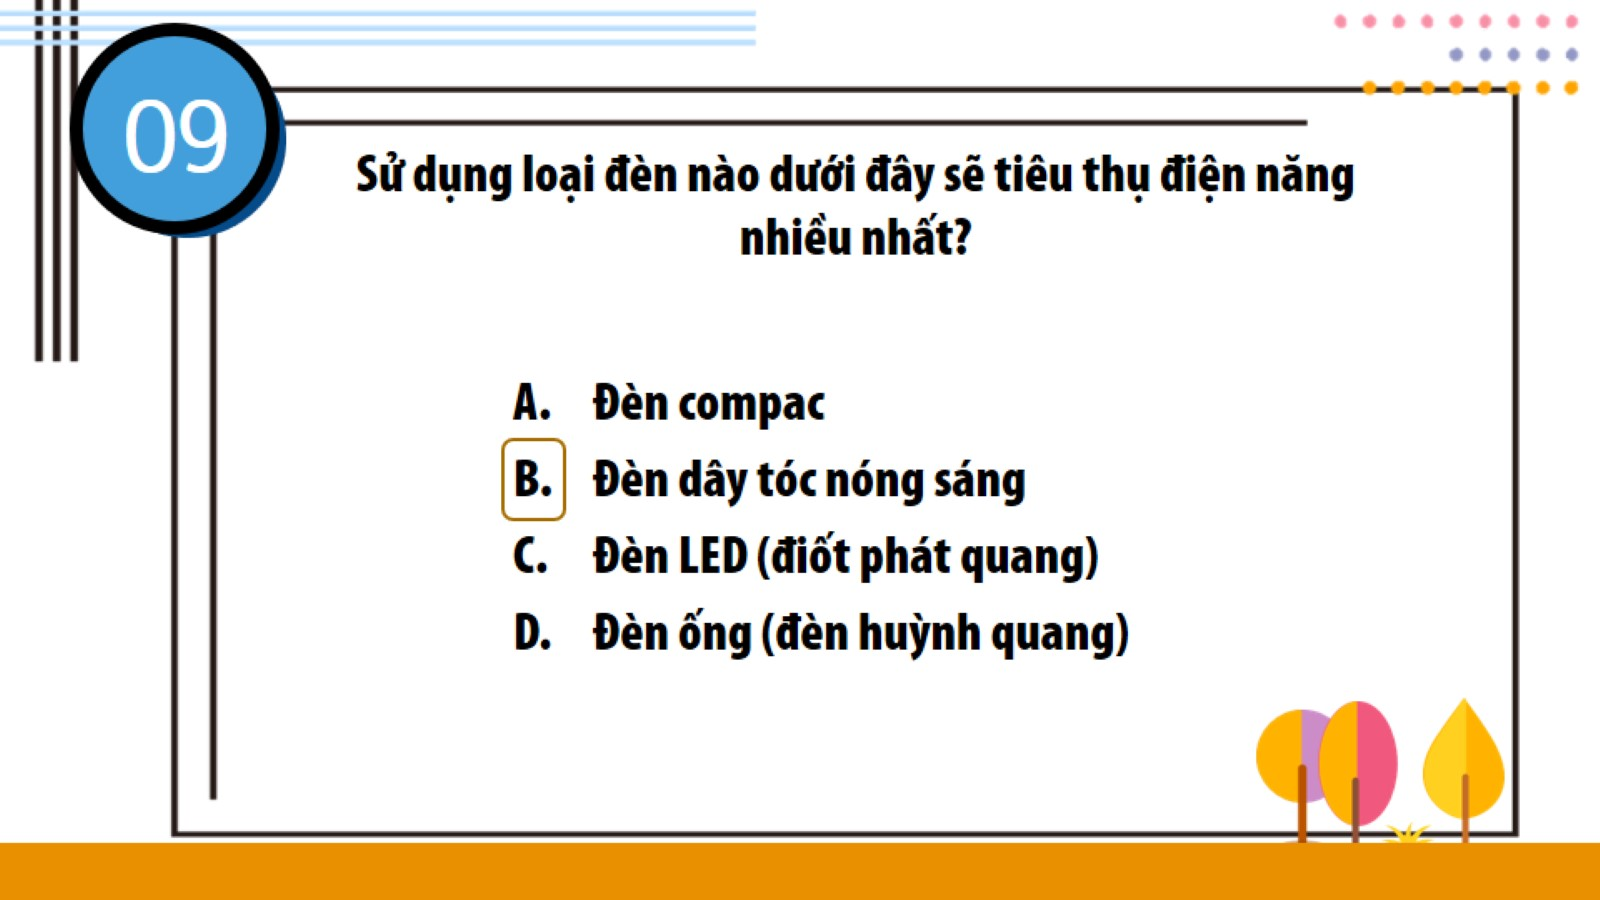 09
Sử dụng loại đèn nào dưới đây sẽ tiêu thụ điện năng
nhiều nhất?
A. Đèn compac
B. Đèn dây tóc nóng sáng
C. Đèn LED (điốt phát quang)
D. Đèn ống (đèn huỳnh quang)